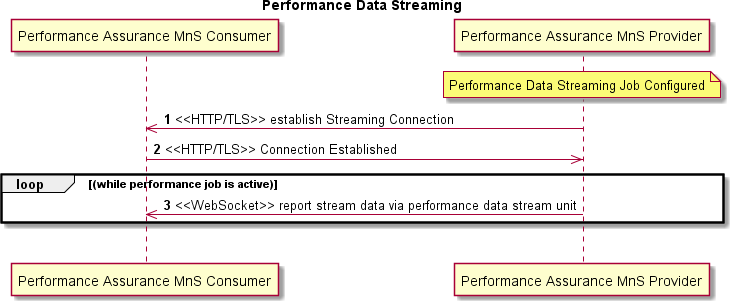 Performance Data Streaming
Performance Assurance MnS Consumer
Performance Assurance MnS Provider
Performance Data Streaming Job Configured
1 <<HTTP/TLS>> establish Streaming Connection
2 <<HTTP/TLS>> Connection Established
loop [(while performance job is active)]
3 <<WebSocket>> report stream data via performance data stream unit
Performance Assurance MnS Consumer
Performance Assurance MnS Provider